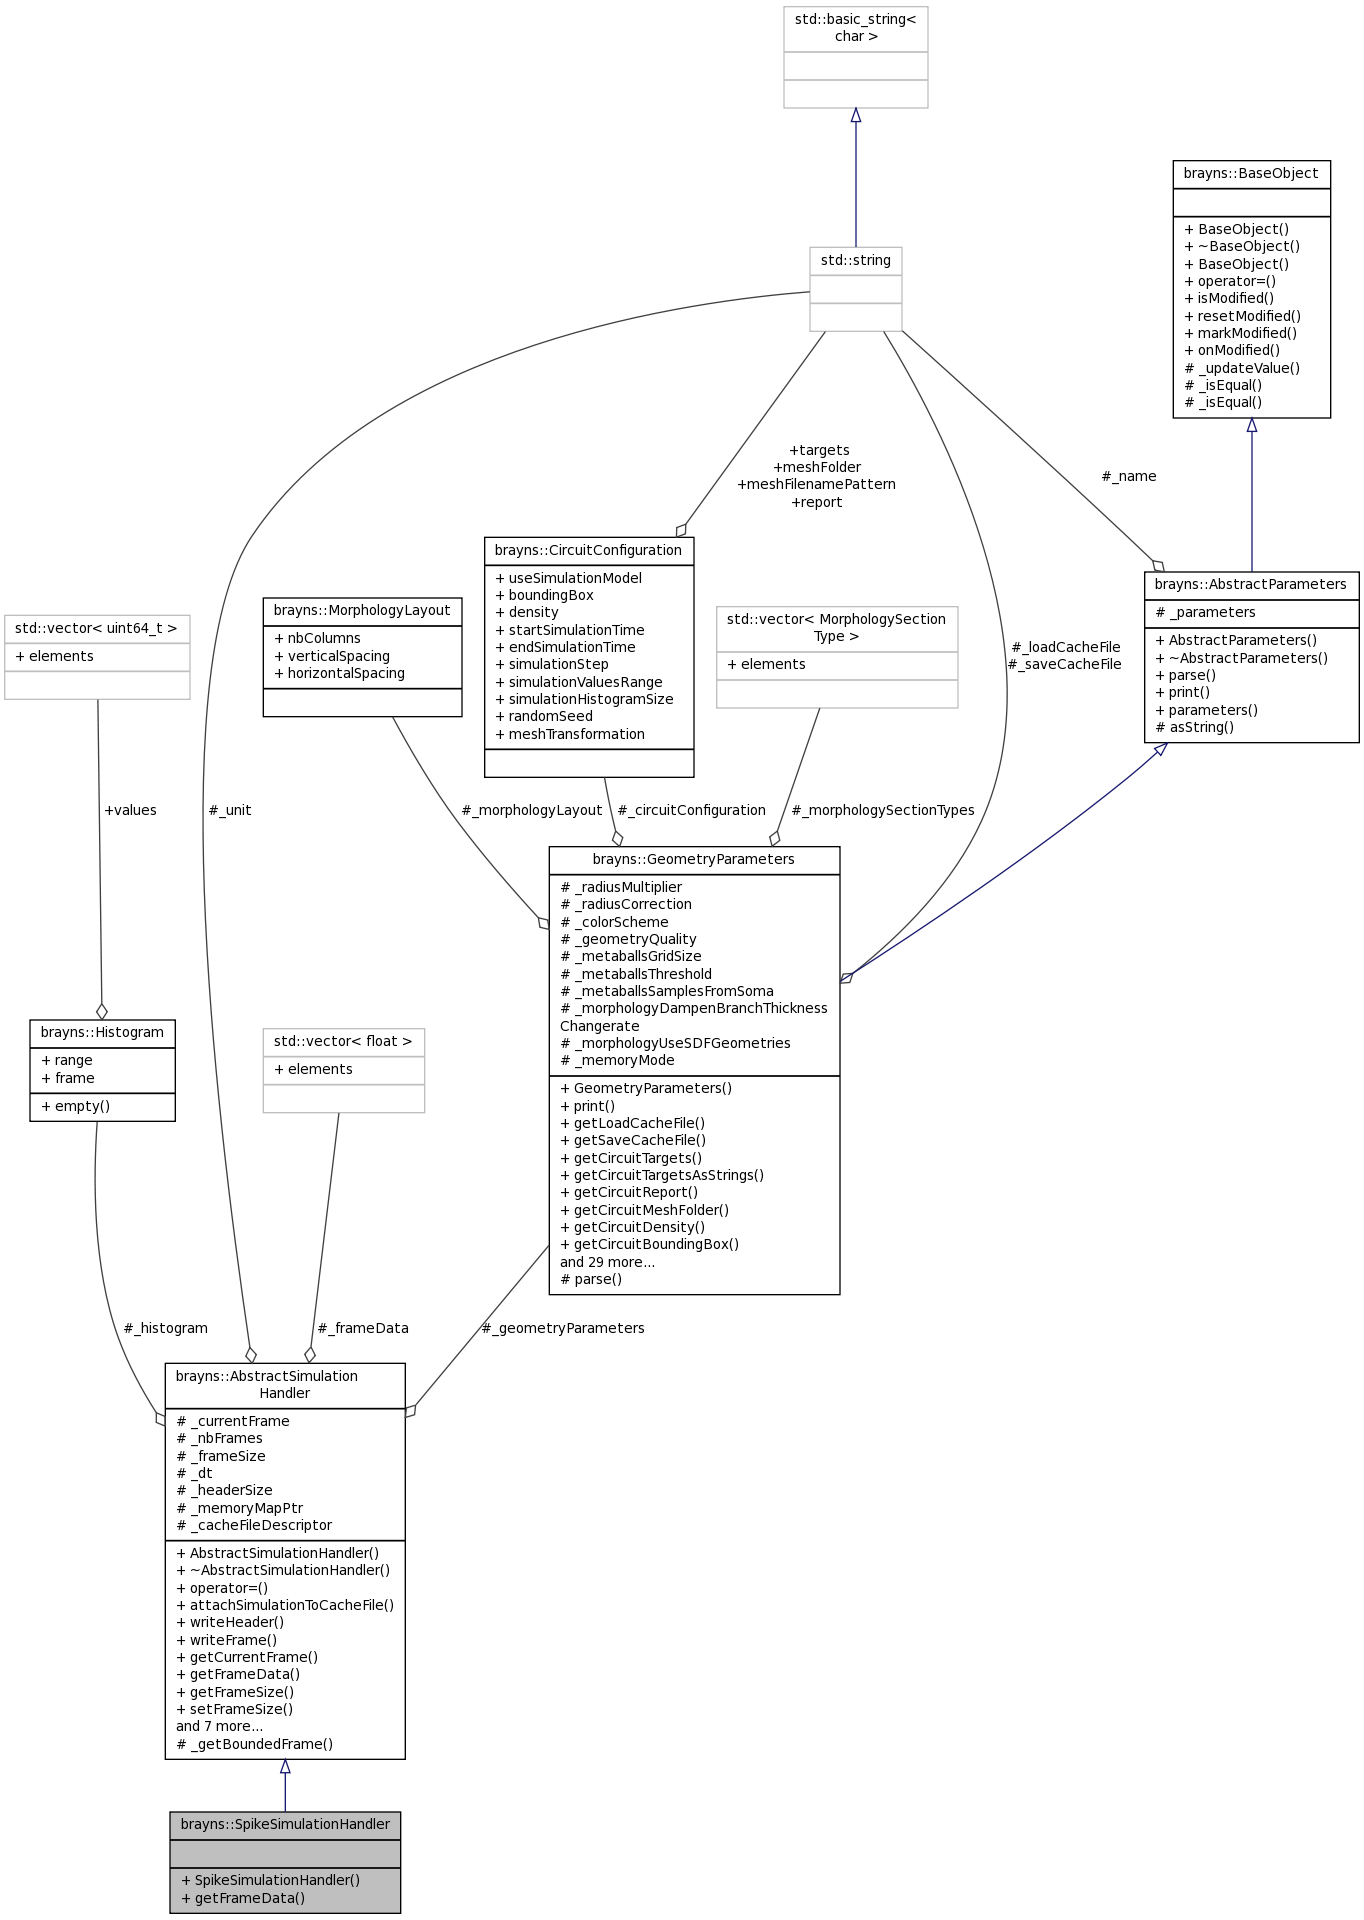 std::basic_string<
char >
brayns::BaseObject
+ BaseObject()
+ ~BaseObject()
+ BaseObject()
+ operator=()
+ isModified()
+ resetModified()
+ markModified()
+ onModified()
# _updateValue()
# _isEqual()
# _isEqual()
std::string
+targets
+meshFolder
+meshFilenamePattern
+report
#_name
brayns::CircuitConfiguration
+ useSimulationModel
+ boundingBox
+ density
+ startSimulationTime
+ endSimulationTime
+ simulationStep
+ simulationValuesRange
+ simulationHistogramSize
+ randomSeed
+ meshTransformation
brayns::AbstractParameters
# _parameters
+ AbstractParameters()
+ ~AbstractParameters()
+ parse()
+ print()
+ parameters()
# asString()
brayns::MorphologyLayout
+ nbColumns
+ verticalSpacing
+ horizontalSpacing
std::vector< MorphologySection
Type >
+ elements
#_loadCacheFile
#_saveCacheFile
std::vector< uint64_t >
+ elements
+values
#_unit
#_morphologyLayout
#_circuitConfiguration
#_morphologySectionTypes
brayns::GeometryParameters
# _radiusMultiplier
# _radiusCorrection
# _colorScheme
# _geometryQuality
# _metaballsGridSize
# _metaballsThreshold
# _metaballsSamplesFromSoma
# _morphologyDampenBranchThickness
Changerate
# _morphologyUseSDFGeometries
# _memoryMode
+ GeometryParameters()
+ print()
+ getLoadCacheFile()
+ getSaveCacheFile()
+ getCircuitTargets()
+ getCircuitTargetsAsStrings()
+ getCircuitReport()
+ getCircuitMeshFolder()
+ getCircuitDensity()
+ getCircuitBoundingBox()
and 29 more...
# parse()
brayns::Histogram
+ range
+ frame
+ empty()
std::vector< float >
+ elements
#_histogram
#_frameData
#_geometryParameters
brayns::AbstractSimulation
Handler
# _currentFrame
# _nbFrames
# _frameSize
# _dt
# _headerSize
# _memoryMapPtr
# _cacheFileDescriptor
+ AbstractSimulationHandler()
+ ~AbstractSimulationHandler()
+ operator=()
+ attachSimulationToCacheFile()
+ writeHeader()
+ writeFrame()
+ getCurrentFrame()
+ getFrameData()
+ getFrameSize()
+ setFrameSize()
and 7 more...
# _getBoundedFrame()
brayns::SpikeSimulationHandler
+ SpikeSimulationHandler()
+ getFrameData()